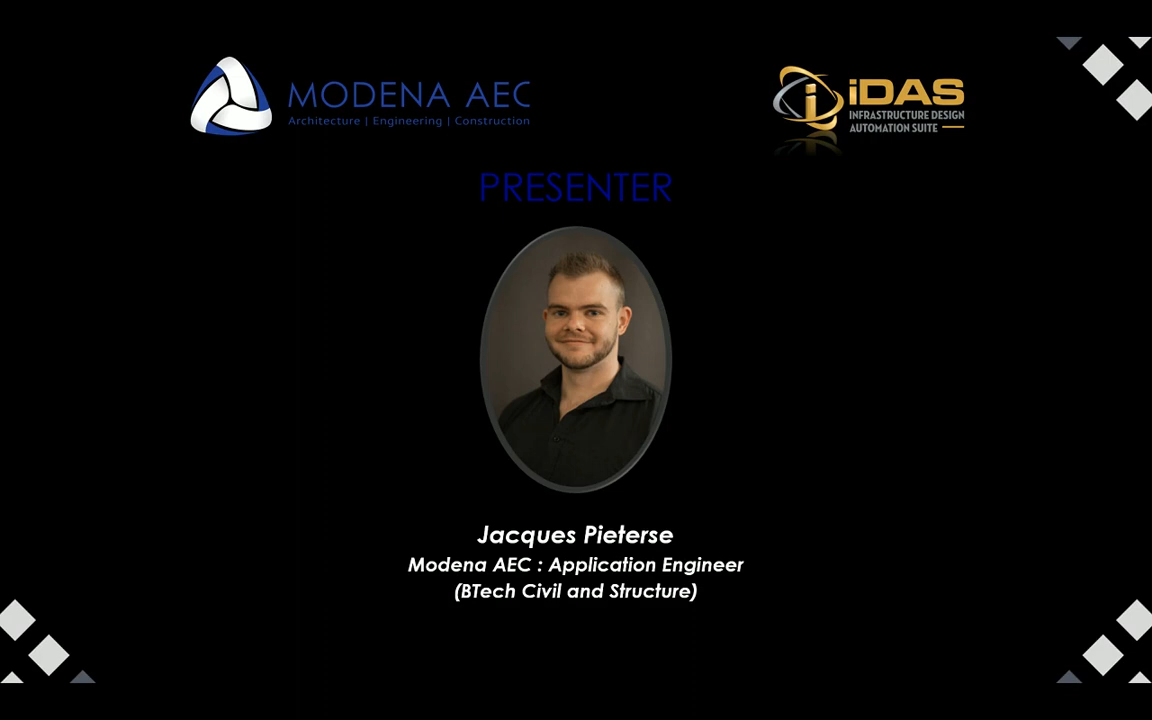 MODENA AEC
Architecture | Engineering | Construction
iDAS
INFRASTRUCTURE DESIGN
AUTOMATION SUITE
PRESENTER
Jacques Pieterse
Modena AEC : Application Engineer
(BTech Civil and Structure)